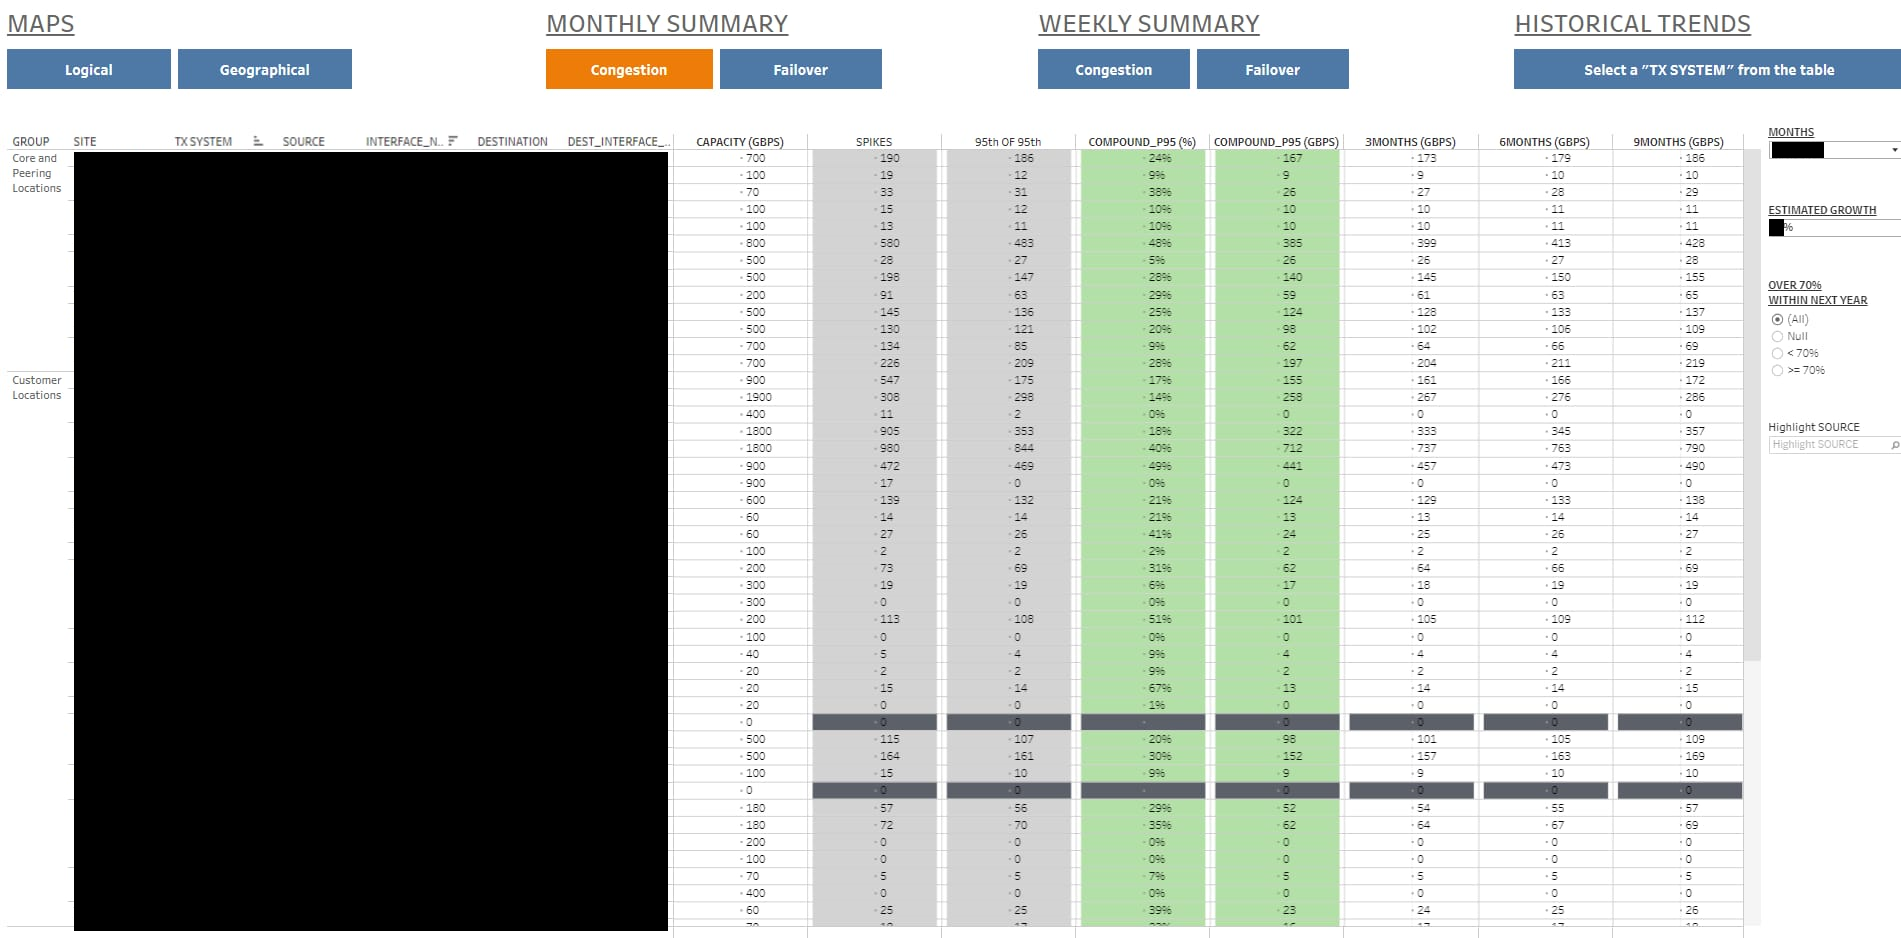 MAPS MONTHLY SUMMARY WEEKLY SUMMARY HISTORICAL TRENDS
Logical Geographical Congestion Failover Congestion Failover Select a "TX SYSTEM" from the table
MONTHS
GROUP SITE TX SYSTEM SOURCE INTERFACE_N.. DESTINATION DEST_INTERFACE_.. CAPACITY (GBPS) SPIKES 95th OF 95th COMPOUND_P95 (%) COMPOUND_P95 (GBPS) 3MONTHS (GBPS) 6MONTHS (GBPS) 9MONTHS (GBPS)
Core and Peering Locations
700 190 186 24% 167 173 179 186
100 19 12 9% 9 9 10 10
70 33 31 38% 26 27 28 29
100 15 12 10% 10 10 11 11
100 13 11 10% 10 10 11 11
800 580 483 48% 385 399 413 428
500 28 27 5% 26 26 27 28
500 198 147 28% 140 145 150 155
200 91 63 29% 59 61 63 65
500 145 136 25% 124 128 133 137
500 130 121 20% 98 102 106 109
700 134 85 9% 62 64 66 69
700 226 209 28% 197 204 211 219
Customer Locations
900 547 175 17% 155 161 166 172
1900 308 298 14% 258 267 276 286
400 11 2 0% 0 0 0 0
1800 905 353 18% 322 333 345 357
1800 980 844 40% 712 737 763 790
900 472 469 49% 441 457 473 490
900 17 0 0% 0 0 0 0
600 139 132 21% 124 129 133 138
60 14 14 21% 13 13 14 14
60 27 26 41% 24 25 26 27
100 2 2 2% 2 2 2 2
200 73 69 31% 62 64 66 69
300 19 19 6% 17 18 19 19
300 0 0 0% 0 0 0 0
200 113 108 51% 101 105 109 112
100 0 0 0% 0 0 0 0
40 5 4 9% 4 4 4 4
20 2 2 9% 2 2 2 2
20 15 14 67% 13 14 14 15
20 0 0 1% 0 0 0 0
0 0 0 0 0 0 0
500 115 107 20% 98 101 105 109
500 164 161 30% 152 157 163 169
100 15 10 9% 9 9 10 10
0 0 0 0 0 0 0
180 57 56 29% 52 54 55 57
180 72 70 35% 62 64 67 69
200 0 0 0% 0 0 0 0
100 0 0 0% 0 0 0 0
70 5 5 7% 5 5 5 5
400 0 0 0% 0 0 0 0
60 25 25 39% 23 24 25 26
ESTIMATED GROWTH
%
OVER 70%
WITHIN NEXT YEAR
(All)
Null
< 70%
>= 70%
Highlight SOURCE
Highlight SOURCE